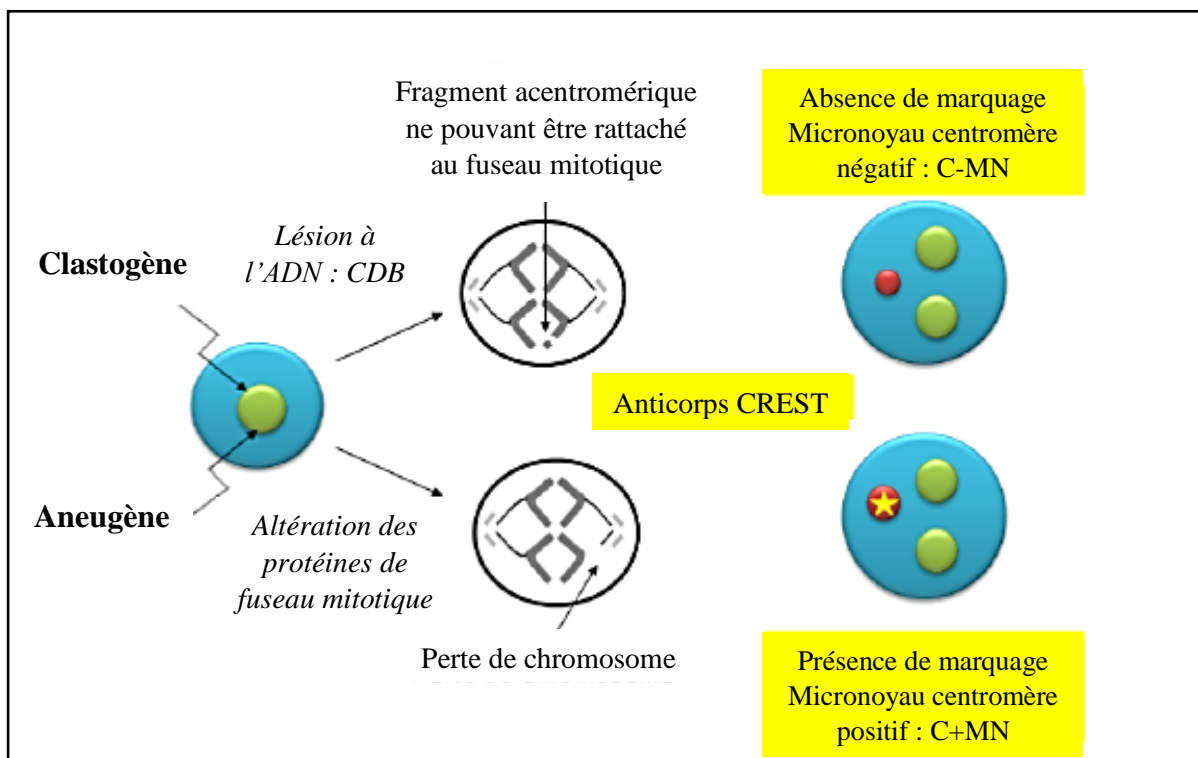 Fragment acentromérique
ne pouvant être rattaché
au fuseau mitotique
Absence de marquage
Micronoyau centromère
négatif : C-MN
Lésion à
l’ADN : CDB
Clastogène
Anticorps CREST
Aneugène
Altération des
protéines de
fuseau mitotique
Perte de chromosome
Présence de marquage
Micronoyau centromère
positif : C+MN